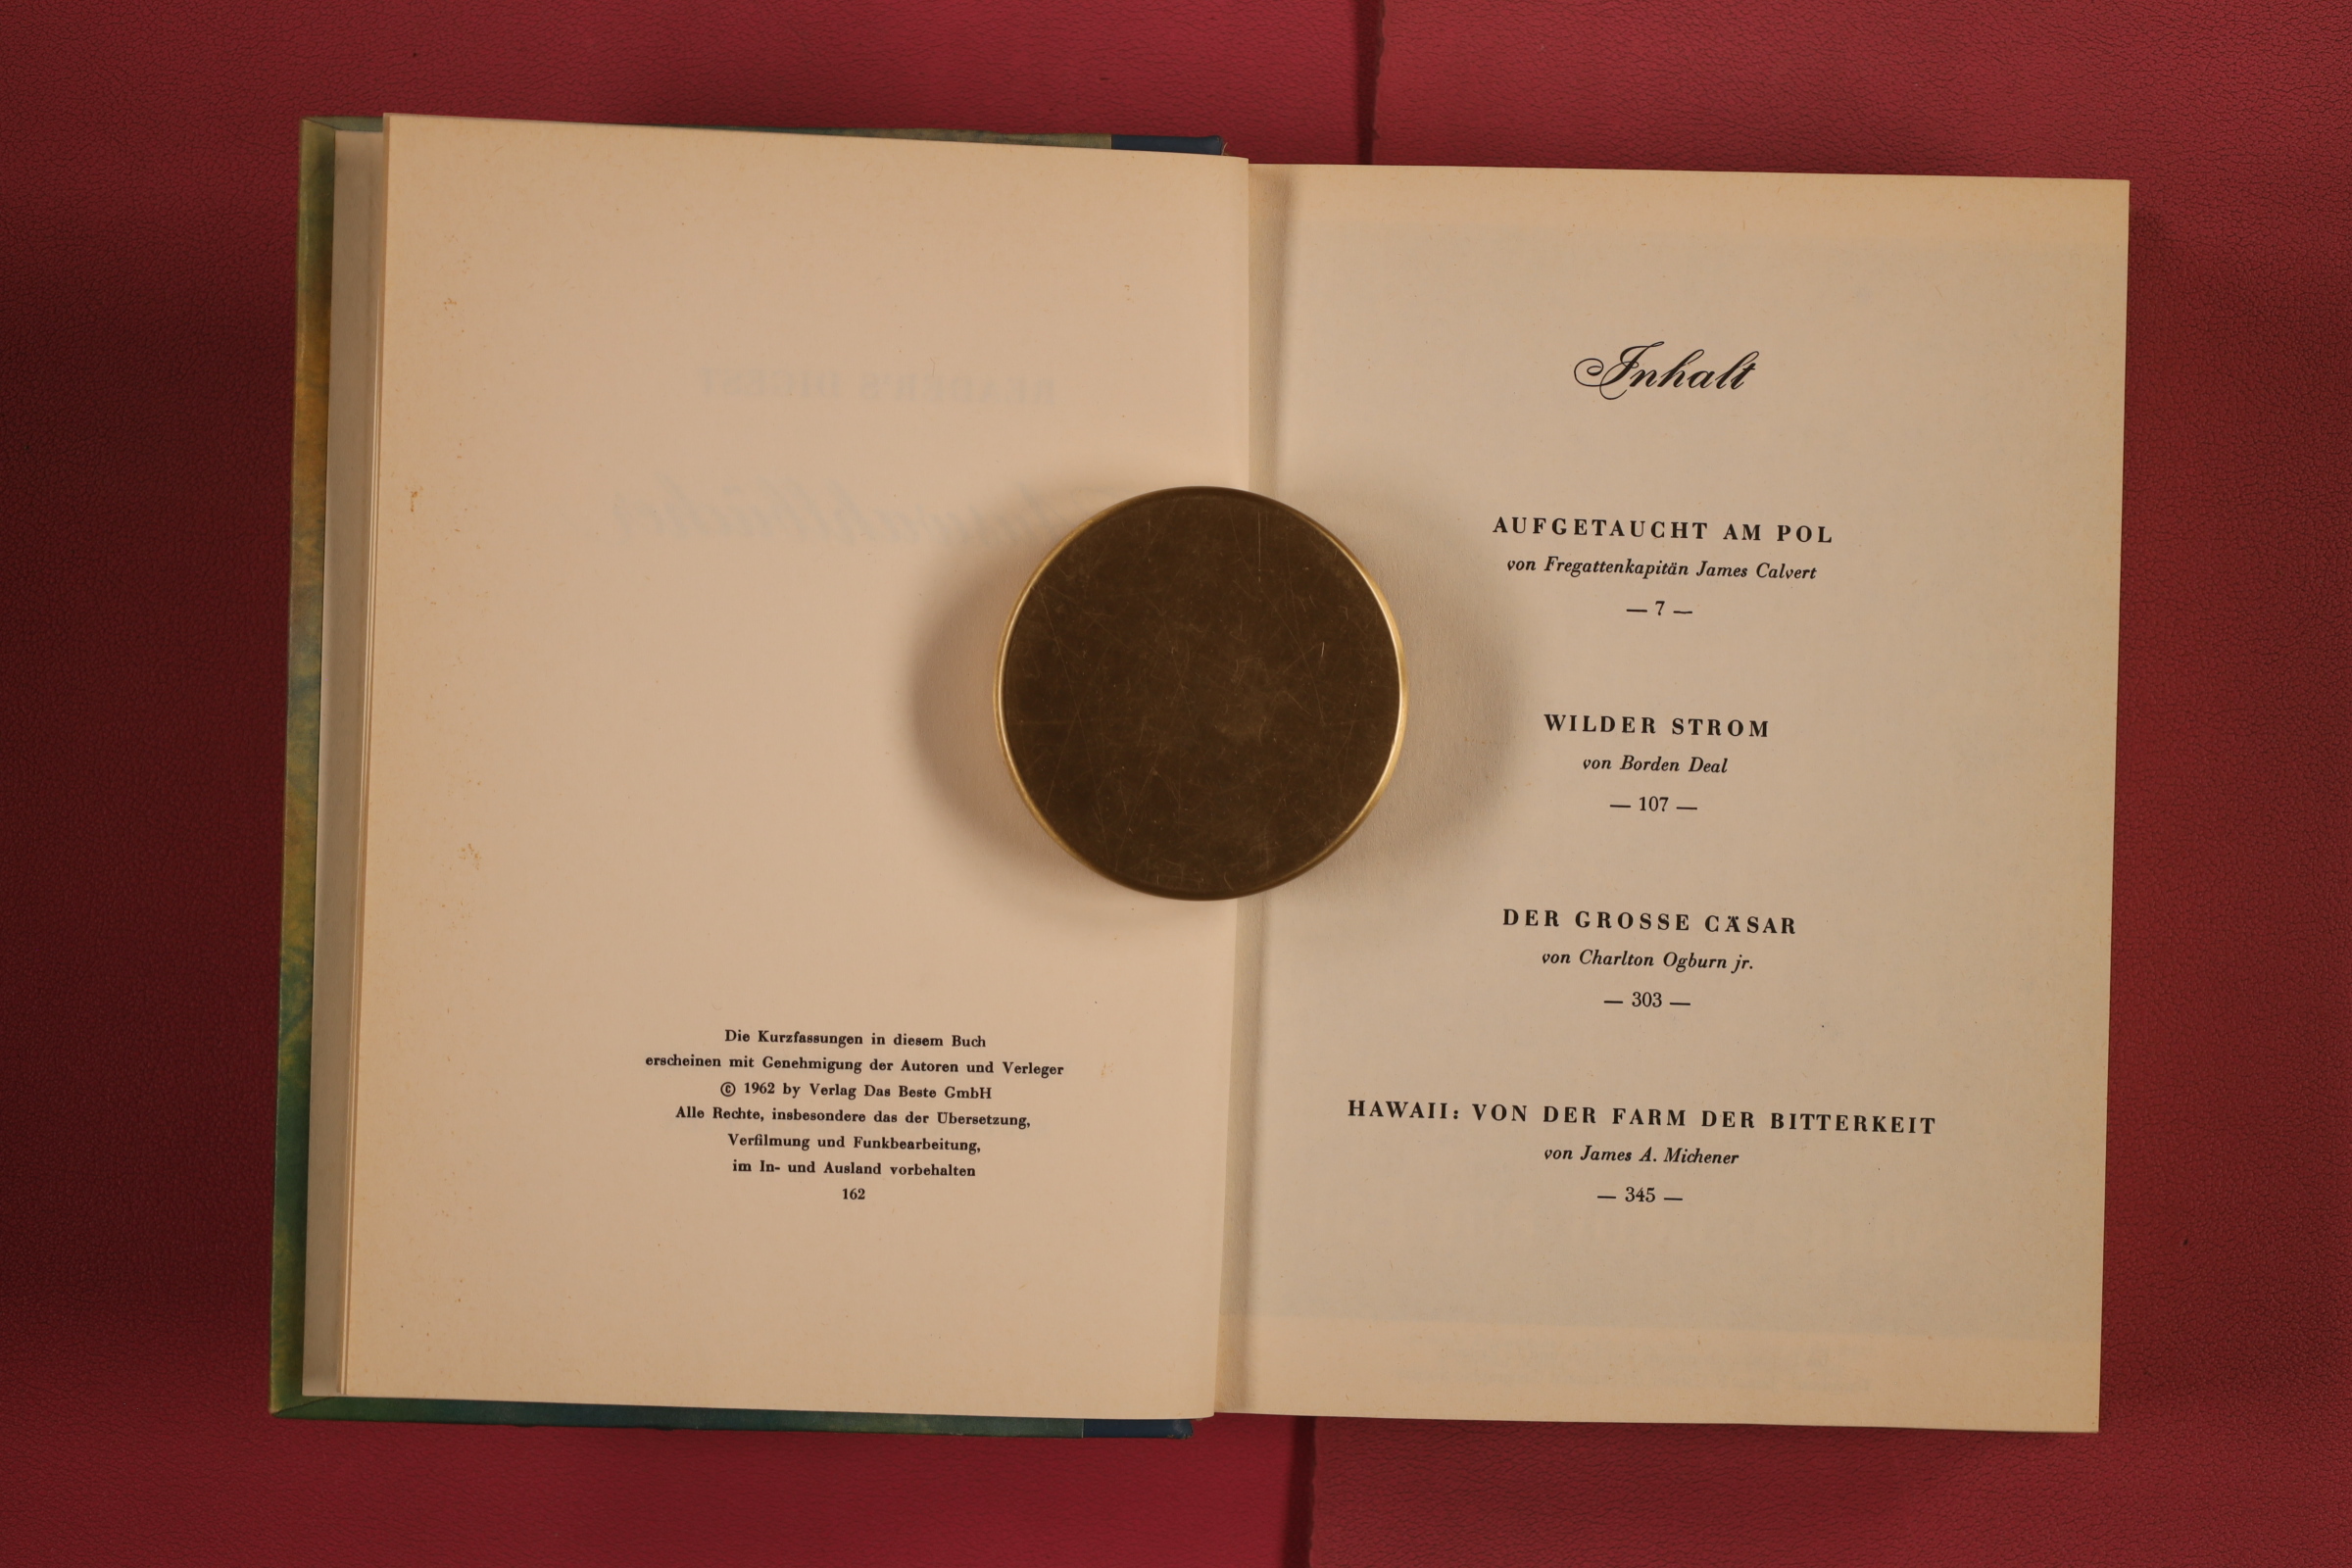 Die Kurzfassungen in diesem Buch
erscheinen mit Genehmigung der Autoren und Verleger
© 1962 by Verlag Das Beste GmbH
Alle Rechte, insbesondere das der Übersetzung,
Verfilmung und Funkbearbeitung,
im In- und Ausland vorbehalten
162
Inhalt
AUFGETAUCHT AM POL
von Fregattenkapitän James Calvert
— 7 —
WILDER STROM
von Borden Deal
— 107 —
DER GROSSE CÄSAR
von Charlton Ogburn jr.
— 303 —
HAWAII: VON DER FARM DER BITTERKEIT
von James A. Michener
— 345 —